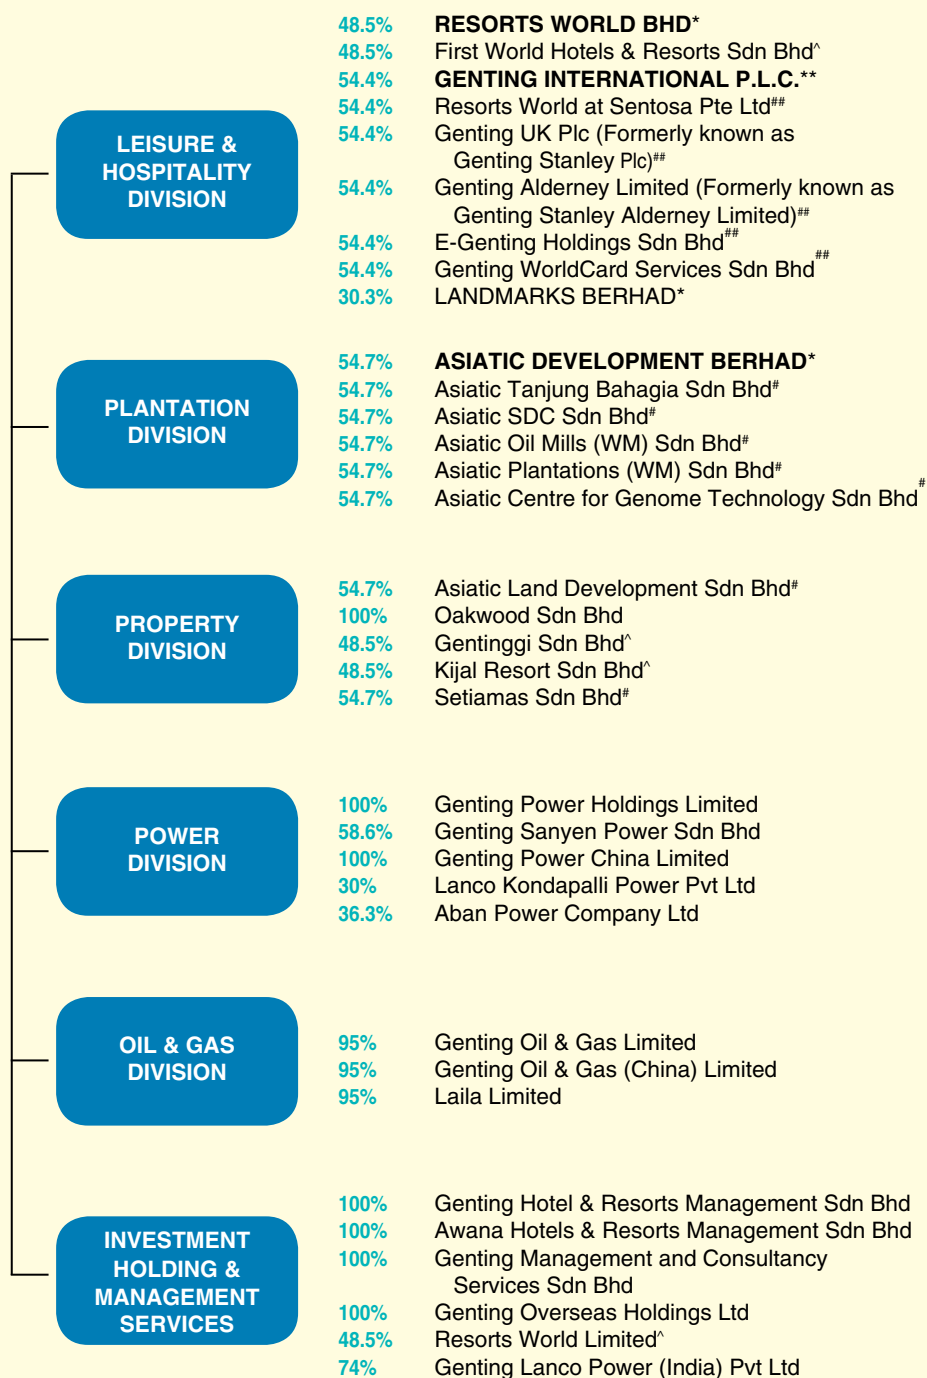 48.5% RESORTS WORLD BHD*
48.5% First World Hotels & Resorts Sdn Bhd^
54.4% GENTING INTERNATIONAL P.L.C.**
54.4% Resorts World at Sentosa Pte Ltd##
54.4% Genting UK Plc (Formerly known as
Genting Stanley Plc)##
54.4% Genting Alderney Limited (Formerly known as
Genting Stanley Alderney Limited)##
54.4% E-Genting Holdings Sdn Bhd##
54.4% Genting WorldCard Services Sdn Bhd##
30.3% LANDMARKS BERHAD*
LEISURE &
HOSPITALITY
DIVISION
54.7% ASIATIC DEVELOPMENT BERHAD*
54.7% Asiatic Tanjung Bahagia Sdn Bhd#
54.7% Asiatic SDC Sdn Bhd#
54.7% Asiatic Oil Mills (WM) Sdn Bhd#
54.7% Asiatic Plantations (WM) Sdn Bhd#
54.7% Asiatic Centre for Genome Technology Sdn Bhd#
PLANTATION
DIVISION
54.7% Asiatic Land Development Sdn Bhd#
100% Oakwood Sdn Bhd
48.5% Gentinggi Sdn Bhd^
48.5% Kijal Resort Sdn Bhd^
54.7% Setiamas Sdn Bhd#
PROPERTY
DIVISION
100% Genting Power Holdings Limited
58.6% Genting Sanyen Power Sdn Bhd
100% Genting Power China Limited
30% Lanco Kondapalli Power Pvt Ltd
36.3% Aban Power Company Ltd
POWER
DIVISION
95% Genting Oil & Gas Limited
95% Genting Oil & Gas (China) Limited
95% Laila Limited
OIL & GAS
DIVISION
100% Genting Hotel & Resorts Management Sdn Bhd
100% Awana Hotels & Resorts Management Sdn Bhd
100% Genting Management and Consultancy
Services Sdn Bhd
100% Genting Overseas Holdings Ltd
48.5% Resorts World Limited^
74% Genting Lanco Power (India) Pvt Ltd
INVESTMENT
HOLDING &
MANAGEMENT
SERVICES